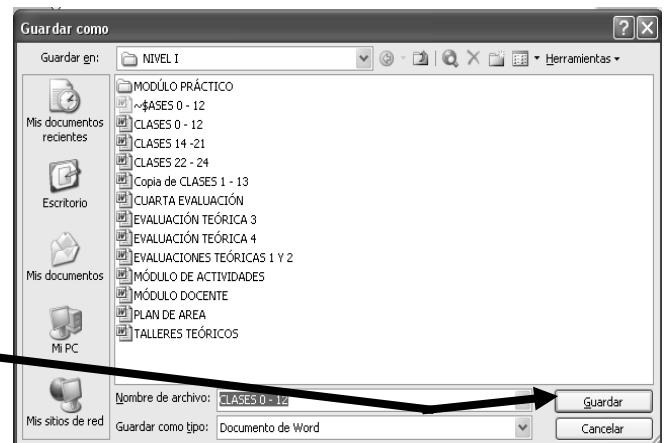 Guardar como
Guardar en: NIVEL I Herramientas
MODÚLO PRÁCTICO
~$ASES 0 - 12
CLASES 0 - 12
CLASES 14 -21
CLASES 22 - 24
Copia de CLASES 1 - 13
CUARTA EVALUACIÓN
EVALUACIÓN TEÓRICA 3
EVALUACIÓN TEÓRICA 4
EVALUACIONES TEÓRICAS 1 Y 2
MÓDULO DE ACTIVIDADES
MÓDULO DOCENTE
PLAN DE AREA
TALLERES TEÓRICOS
Mis documentos
recientes
Escritorio
Mis documentos
Mi PC
Mis sitios de red
Nombre de archivo: CLASES 0 - 12 Guardar
Guardar como tipo: Documento de Word Cancelar